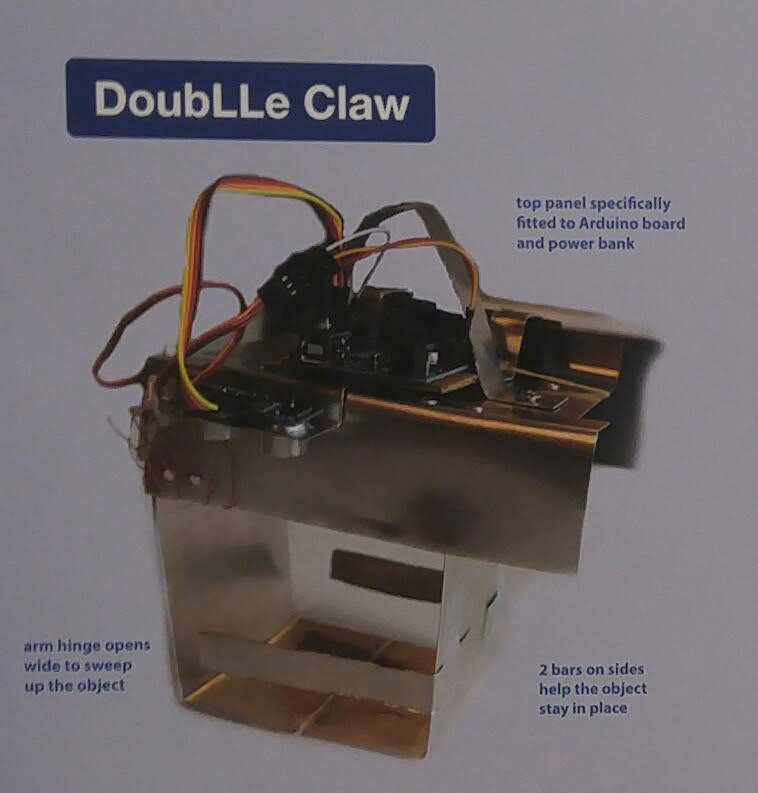 DoubLLe Claw
top panel specifically
fitted to Arduino board
and power bank
arm hinge opens
wide to sweep
up the object
2 bars on sides
help the object
stay in place